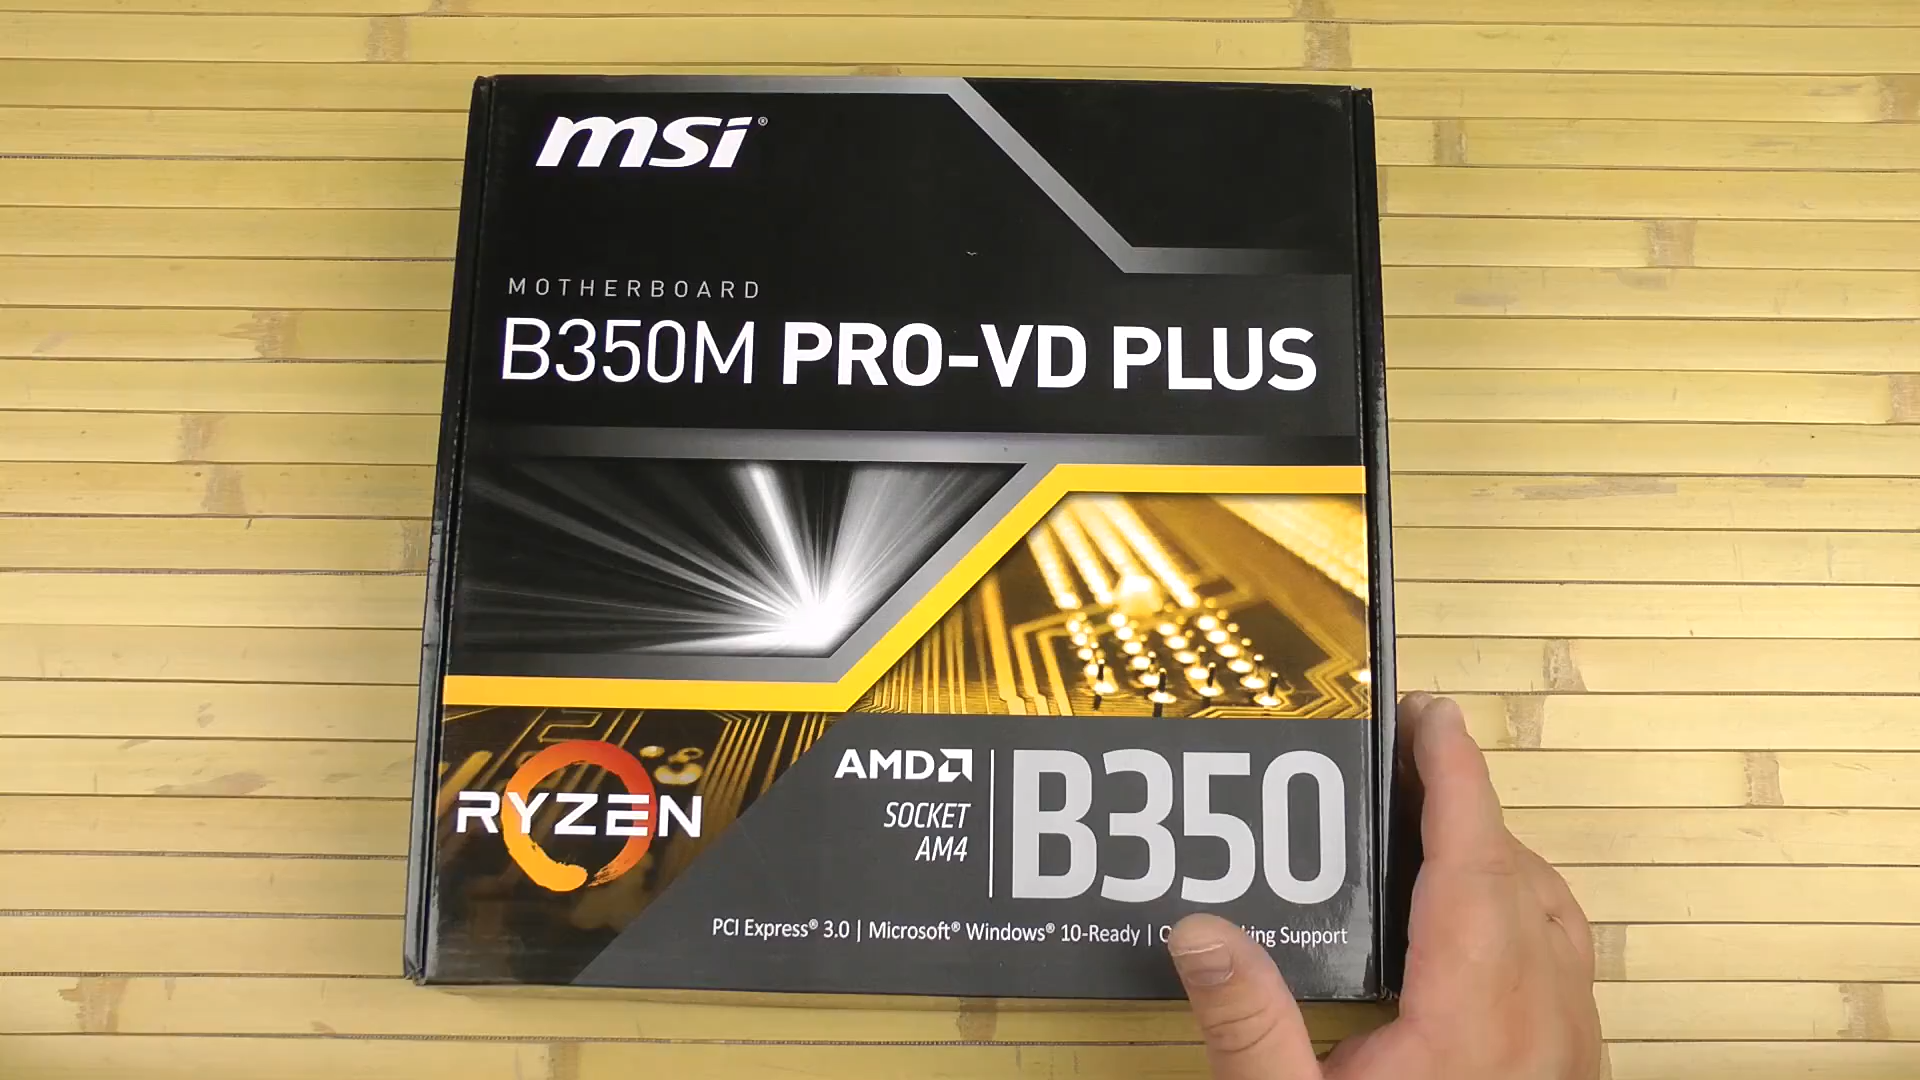 msi®
MOTHERBOARD
B350M PRO-VD PLUS
RYZEN
AMD
SOCKET
AM4
B350
PCI Express® 3.0 | Microsoft® Windows® 10-Ready | Support